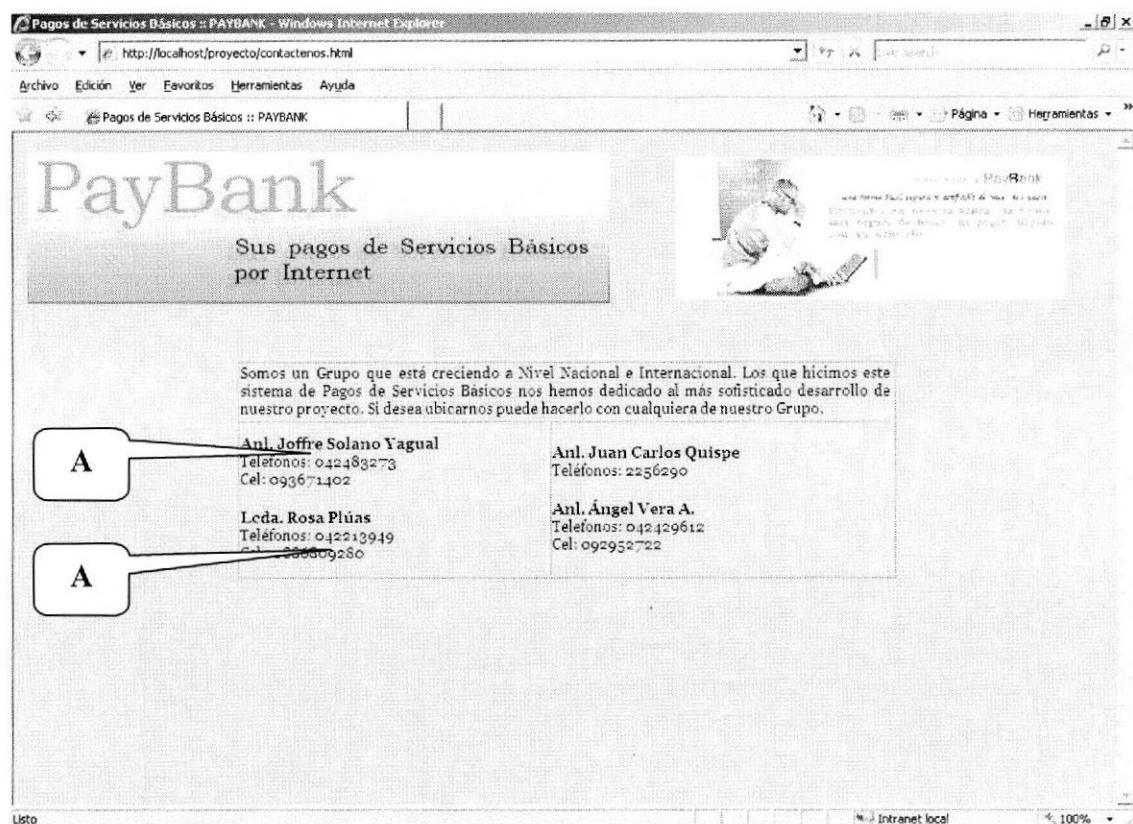 Pagos de Servicios Básicos :: PAYBANK - Windows Internet Explorer
http://localhost/proyecto/contactenos.html
Archivo Edición Ver Favoritos Herramientas Ayuda
Pagos de Servicios Básicos :: PAYBANK
Página Herramientas
PayBank
Sus pagos de Servicios Básicos
por Internet
PayBank
Somos un Grupo que está creciendo a Nivel Nacional e Internacional. Los que hicimos este
sistema de Pagos de Servicios Básicos nos hemos dedicado al más sofisticado desarrollo de
nuestro proyecto. Si desea ubicarnos puede hacerlo con cualquiera de nuestro Grupo.
A
Anl. Joffre Solano Yagual
Teléfonos: 042483273
Cel: 093671402
Anl. Juan Carlos Quispe
Teléfonos: 2256290
Lcda. Rosa Plúas
Teléfonos: 042213949
A
Anl. Ángel Vera A.
Telefonos: 042429612
Cel: 092952722
Listo
Intranet local
100%